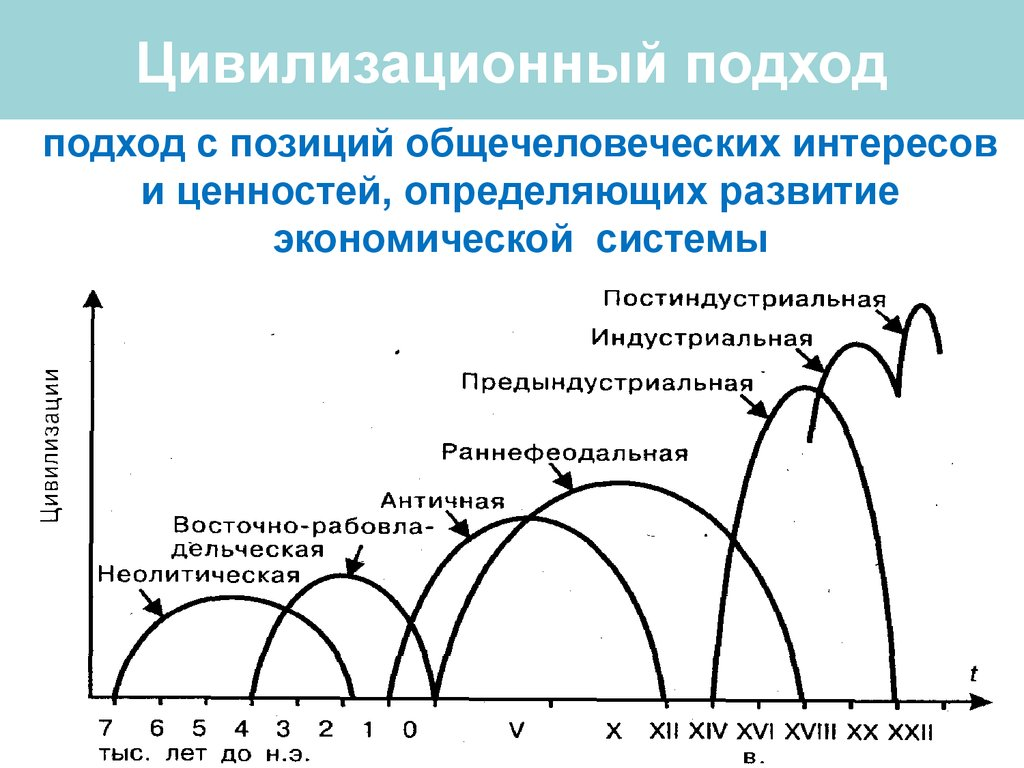 Цивилизационный подход
подход с позиций общечеловеческих интересов
и ценностей, определяющих развитие
экономической системы
Постиндустриальная
Индустриальная
Предындустриальная
Раннефеодальная
Античная
Восточно-рабовла-
дельческая
Неолитическая
Цивилизации
t
7 6 5 4 3 2 1 0 V X XII XIV XVI XVIII XX XXII
тыс. лет до н.э. в.